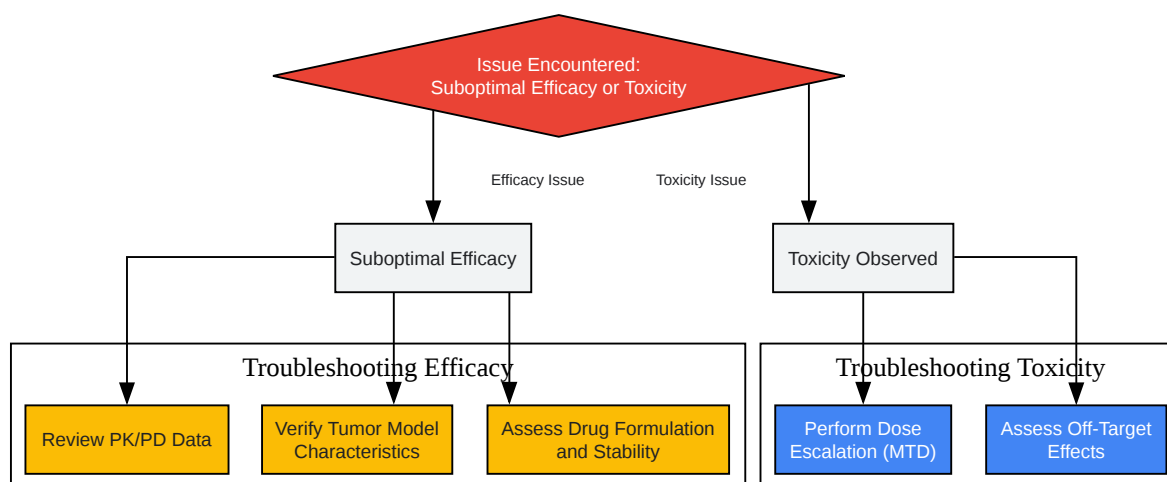 Issue Encountered:
Suboptimal Efficacy or Toxicity
Efficacy Issue
Toxicity Issue
Suboptimal Efficacy
Toxicity Observed
Troubleshooting Efficacy
Troubleshooting Toxicity
Review PK/PD Data
Verify Tumor Model
Characteristics
Assess Drug Formulation
and Stability
Perform Dose
Escalation (MTD)
Assess Off-Target
Effects